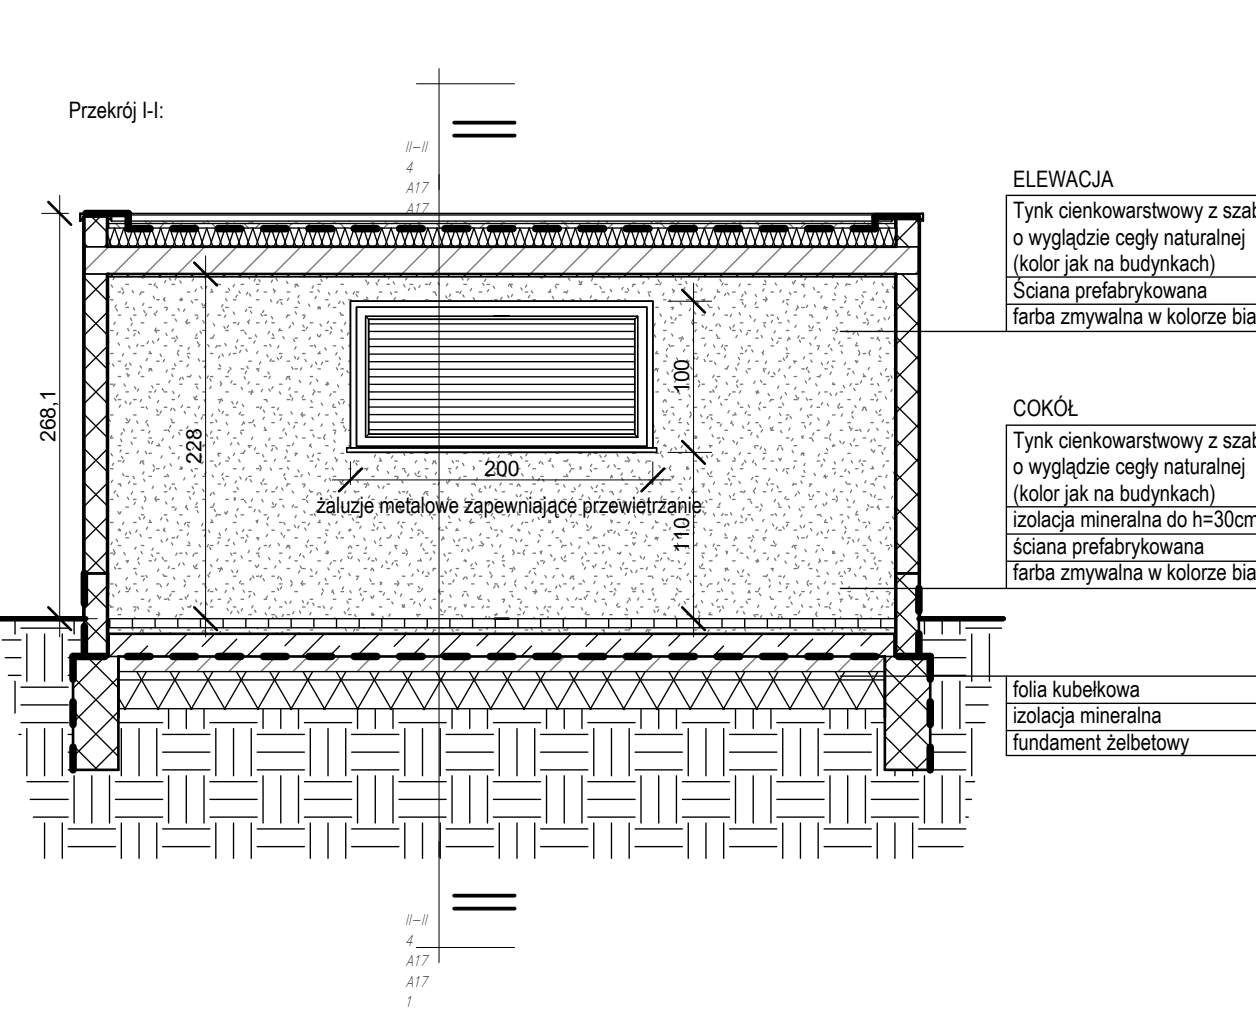 Przekrój I-I:
II–II
4
A17
A17
ELEWACJA
Tynk cienkowarstwowy z szab
o wyglądzie cegły naturalnej
(kolor jak na budynkach)
Ściana prefabrykowana
farba zmywalna w kolorze bia
268,1
228
100
200
żaluzje metalowe zapewniające przewietrzanie
110
COKÓŁ
Tynk cienkowarstwowy z szab
o wyglądzie cegły naturalnej
(kolor jak na budynkach)
izolacja mineralna do h=30cm
ściana prefabrykowana
farba zmywalna w kolorze bia
folia kubełkowa
izolacja mineralna
fundament żelbetowy
II–II
4
A17
A17
1